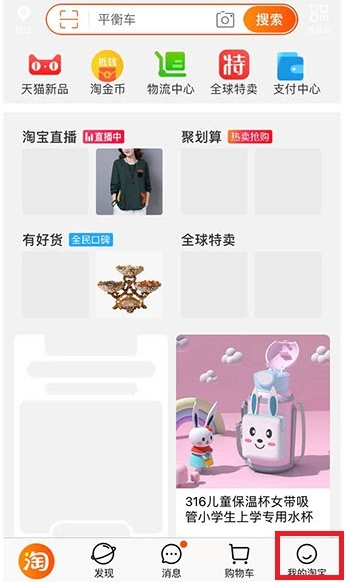 平衡车
搜索
抵钱
特
天猫新品
淘金币
物流中心
全球特卖
支付中心
淘宝直播
直播中
聚划算
热卖抢购
有好货
全民口碑
全球特卖
316儿童保温杯女带吸
管小学生上学专用水杯
淘
发现
消息
购物车
我的淘宝